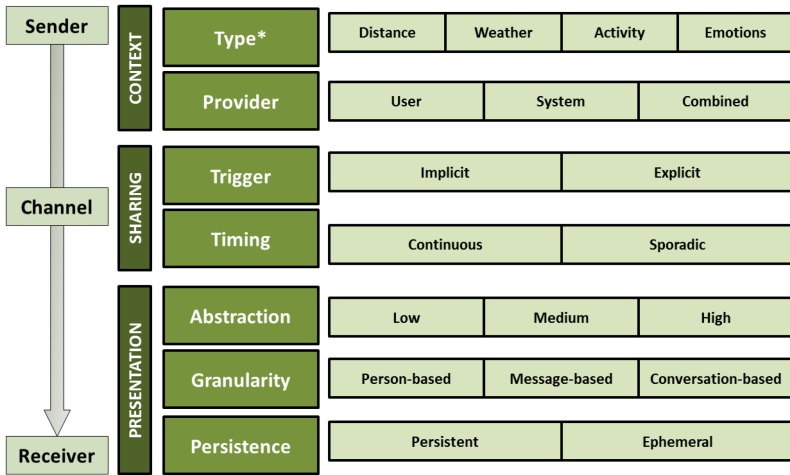 Sender
CONTEXT
Type*
Distance Weather Activity Emotions
Provider
User System Combined
Channel
SHARING
Trigger
Implicit Explicit
Timing
Continuous Sporadic
PRESENTATION
Abstraction
Low Medium High
Granularity
Person-based Message-based Conversation-based
Receiver
Persistence
Persistent Ephemeral